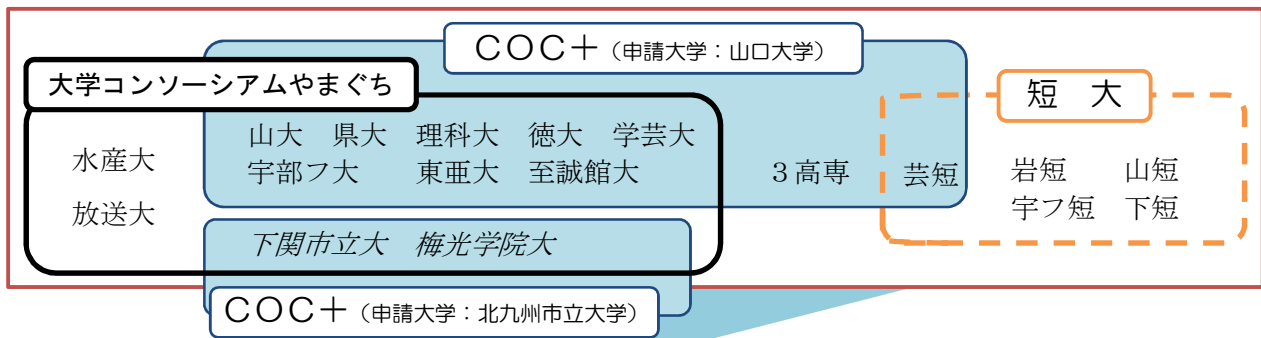 COC＋（申請大学：山口大学）
大学コンソーシアムやまぐち
短　大
水産大
放送大
山大　県大　理科大　徳大　学芸大
宇部フ大　東亜大　至誠館大
３高専
芸短
岩短　山短
宇フ短　下短
下関市立大　梅光学院大
COC＋（申請大学：北九州市立大学）